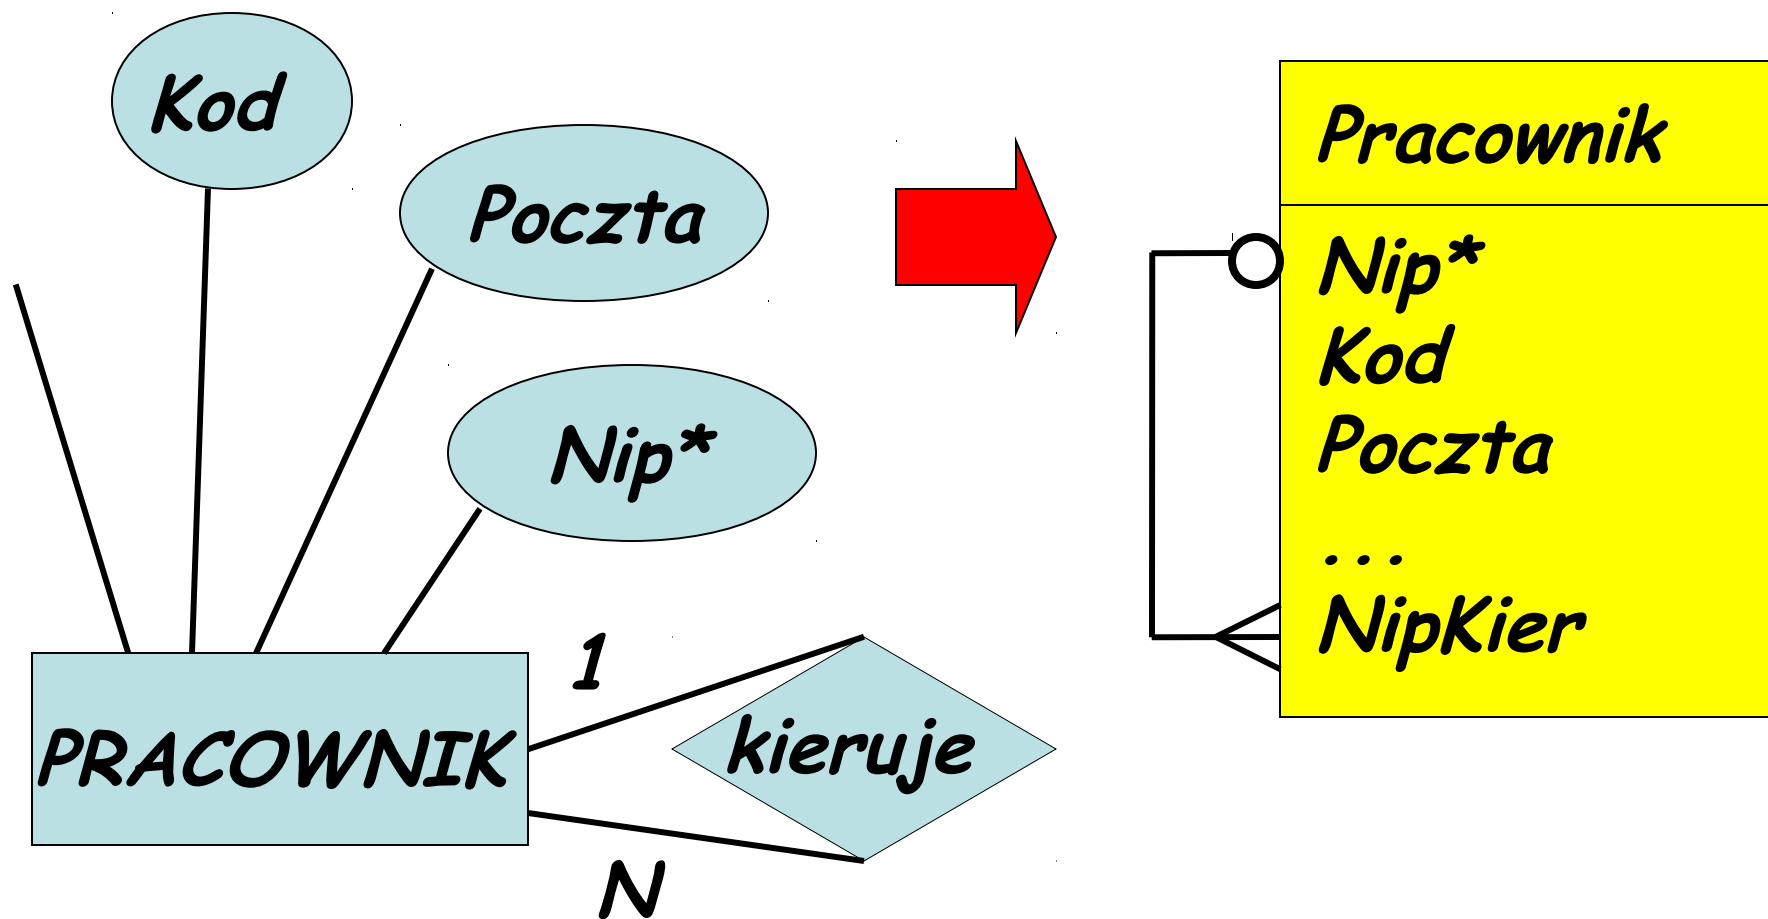 Kod
Poczta
Nip*
1
PRACOWNIK
kieruje
N
Pracownik
Nip*
Kod
Poczta
...
NipKier